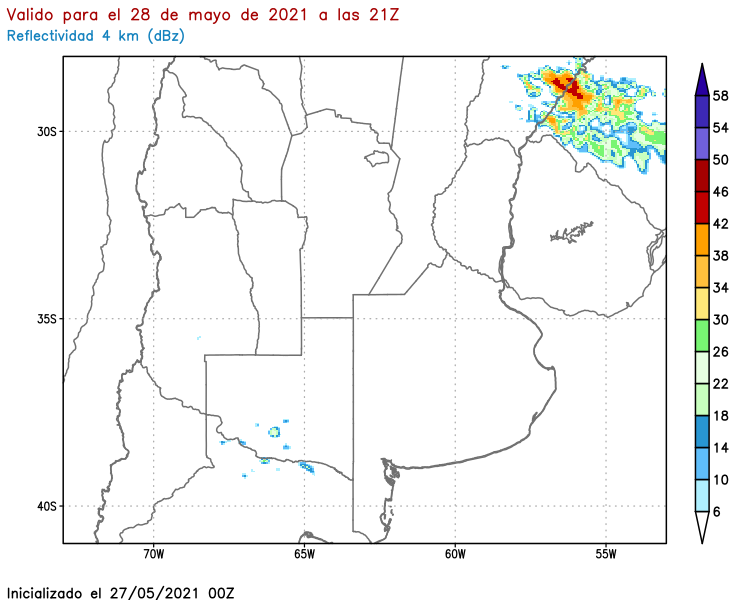 Valido para el 28 de mayo de 2021 a las 21Z
Reflectividad 4 km (dBz)
58
54
50
46
42
38
34
30
26
22
18
14
10
6
30S
35S
40S
70W
65W
60W
55W
Inicializado el 27/05/2021 00Z